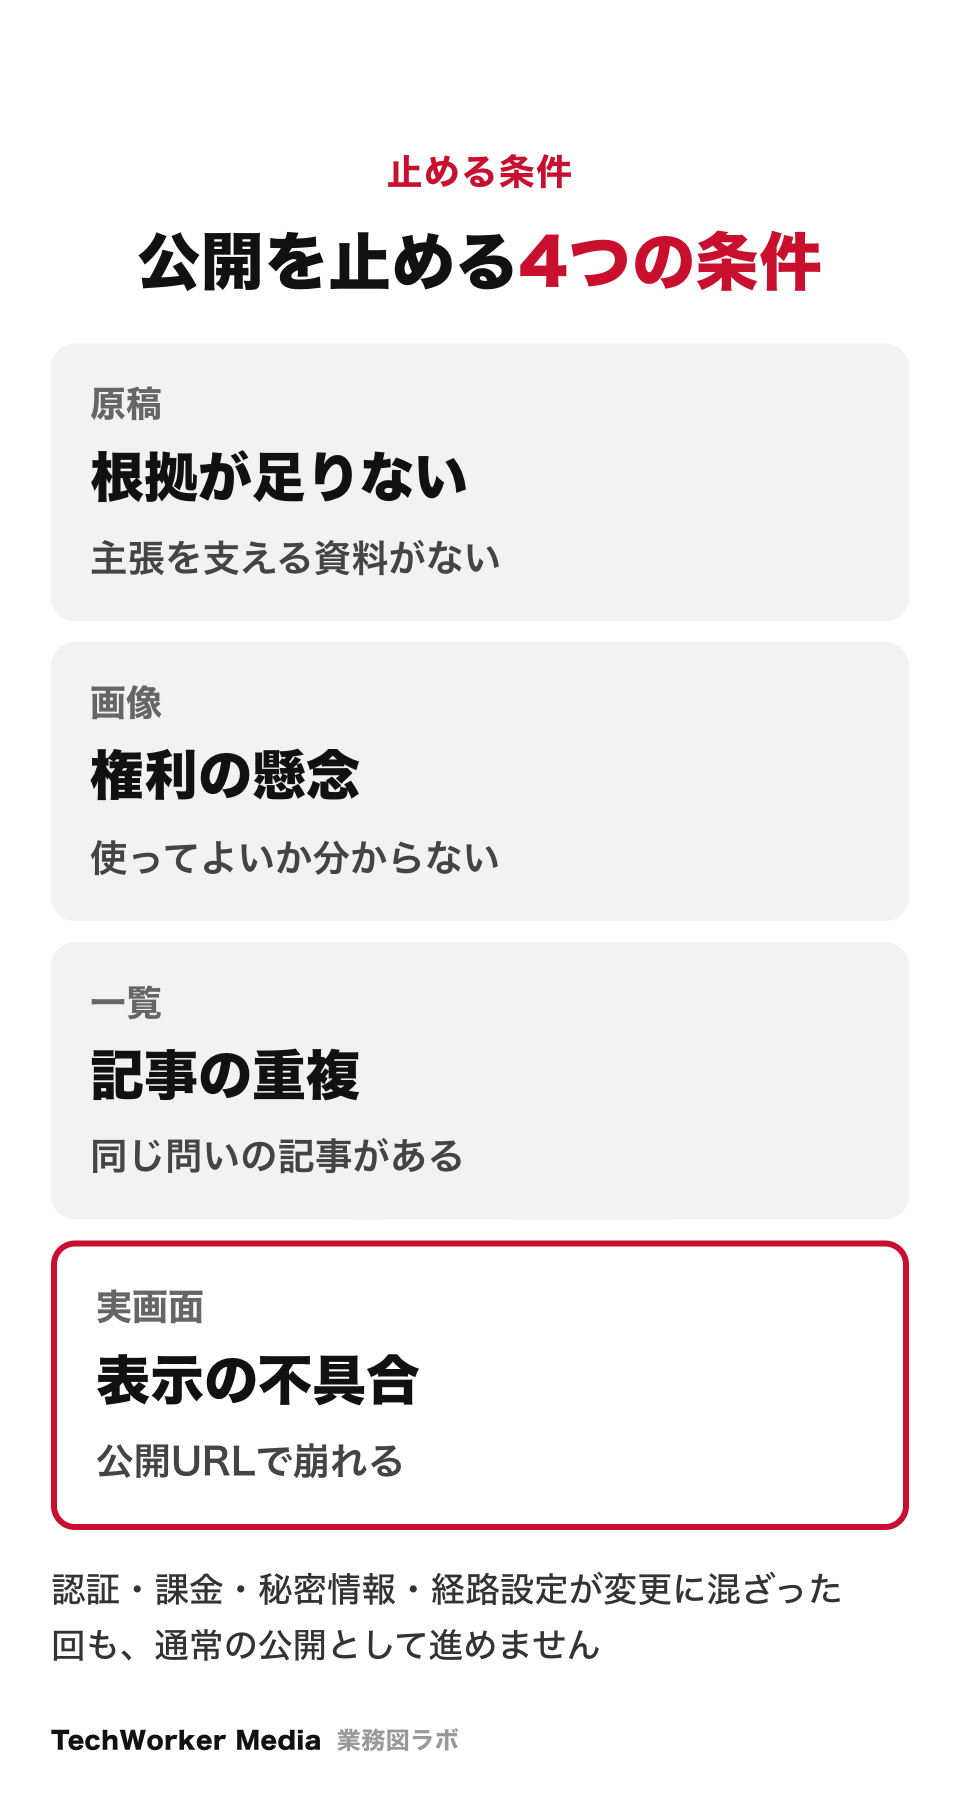 止める条件
公開を止める4つの条件
原稿
根拠が足りない
主張を支える資料がない
画像
権利の懸念
使ってよいか分からない
一覧
記事の重複
同じ問いの記事がある
実画面
表示の不具合
公開URLで崩れる
認証・課金・秘密情報・経路設定が変更に混ざった
回も、通常の公開として進めません
TechWorker Media 業務図ラボ